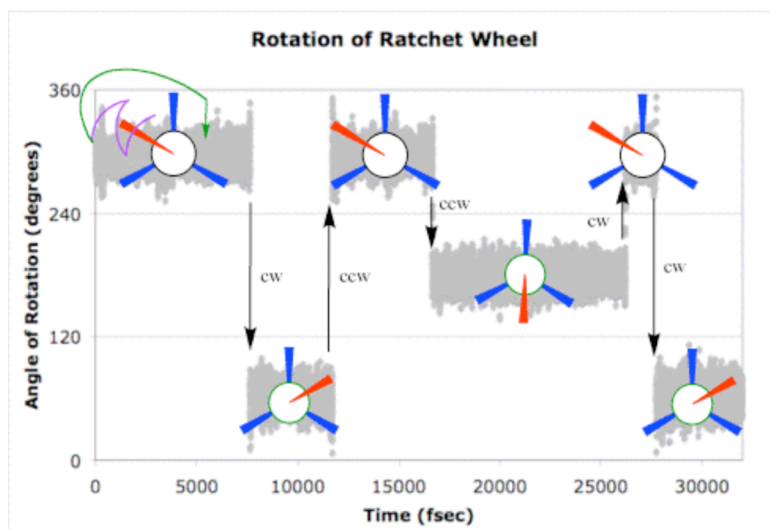 Rotation of Ratchet Wheel
Angle of Rotation (degrees)
360
240
120
0
cw
ccw
ccw
cw
cw
0 5000 10000 15000 20000 25000 30000
Time (fsec)